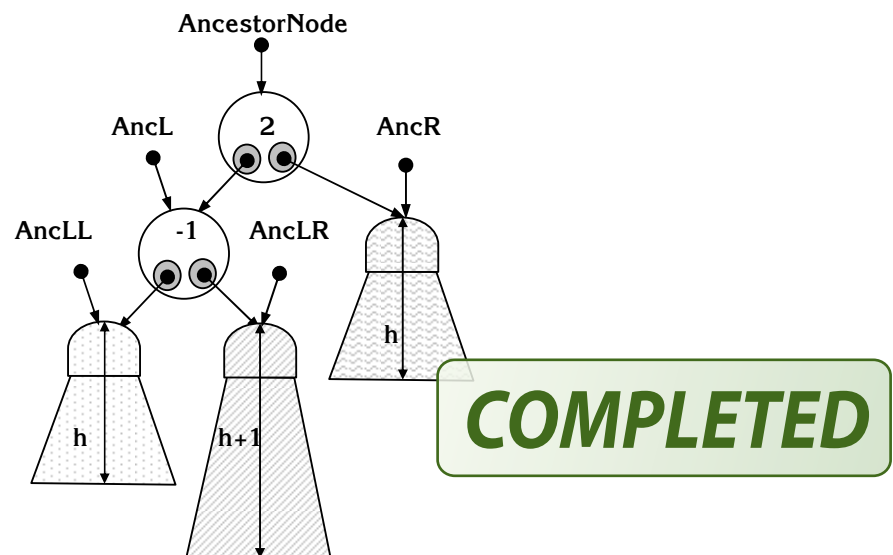 AncestorNode
2
AncL
AncR
-1
AncLL
AncLR
h
h
h+1
COMPLETED